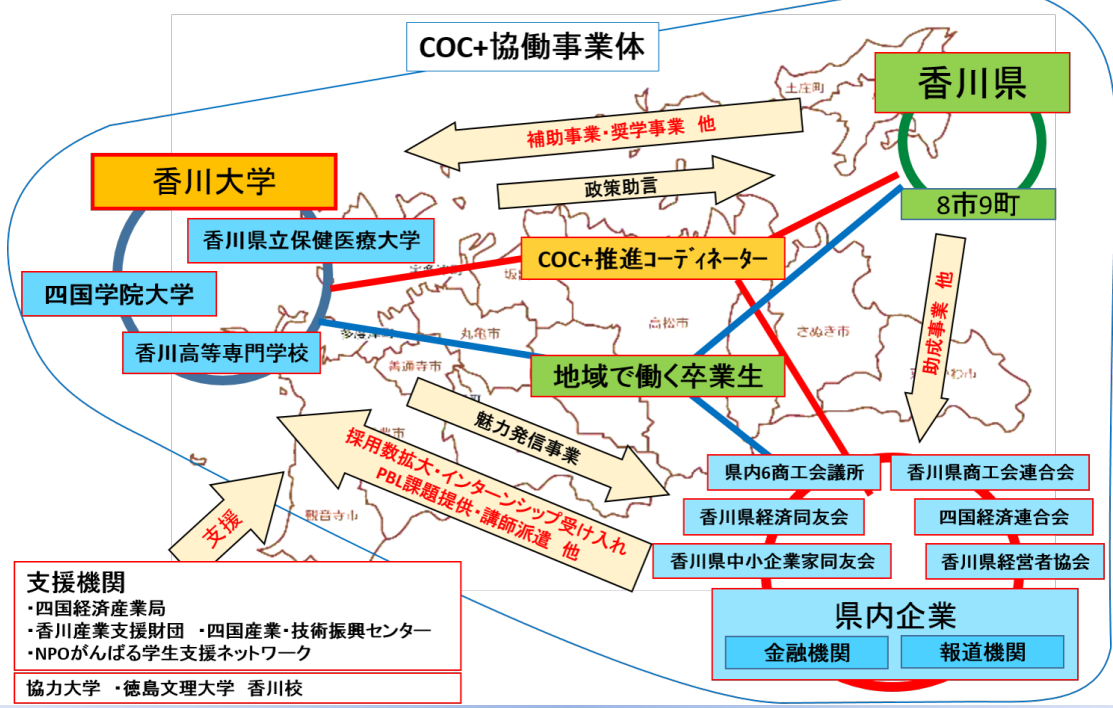 COC+協働事業体
香川県
土庄町
補助事業・奨学事業 他
香川大学
政策助言
8市9町
香川県立保健医療大学
COC+推進コーディネーター
四国学院大学
高松市
さぬき市
丸亀市
香川高等専門学校
善通寺市
地域で働く卒業生
助成事業 他
魅力発信事業
採用数拡大・インターンシップ受け入れ
PBL課題提供・講師派遣 他
県内6商工会議所
香川県商工会連合会
香川県経済同友会
四国経済連合会
香川県中小企業家同友会
香川県経営者協会
観音寺市
支援
県内企業
金融機関
報道機関
支援機関
・四国経済産業局
・香川産業支援財団 ・四国産業・技術振興センター
・NPOがんばる学生支援ネットワーク
協力大学 ・徳島文理大学 香川校